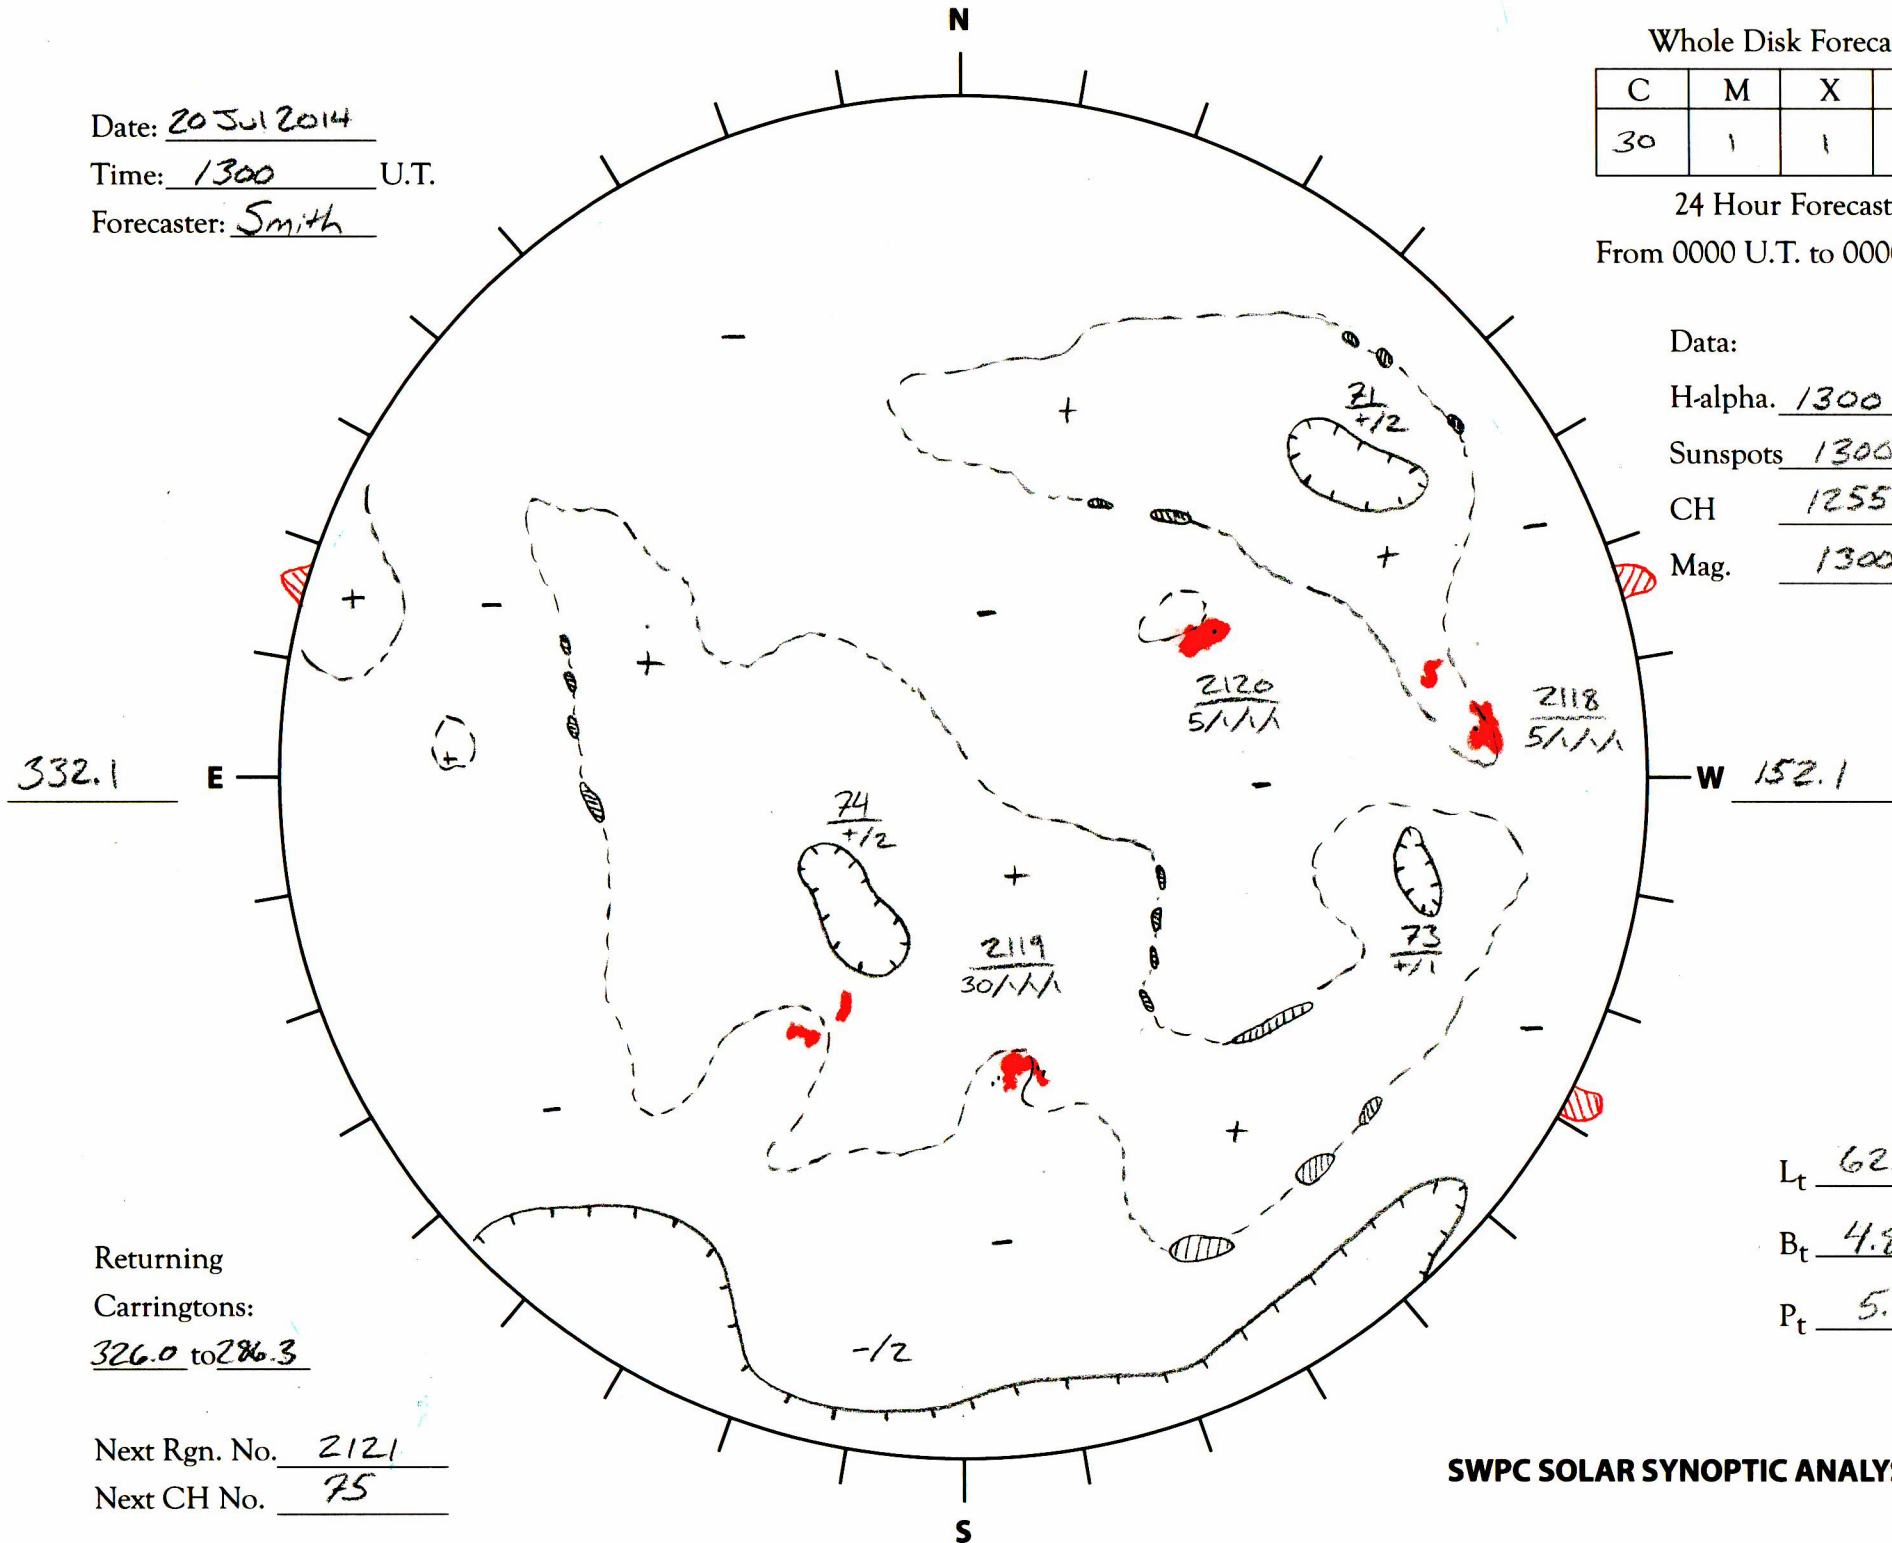 N
Whole Disk Foreca
C M X
30 1 1
24 Hour Forecast
From 0000 U.T. to 000
Date: 20 Jul 2014
Time: 1300 U.T.
Forecaster: Smith
Data:
H-alpha. 1300
Sunspots 1300
CH 1255
Mag. 1300
-
+
71
+/2
-
+
+
-
-
+
2120
5/\/\/\
2118
5/\/\/\
+
332.1
E
-
W
152.1
74
+/2
+
73
+/1
2119
30/\/\/\
-
-
+
-
-/2
Lt 62.
Bt 4.8
Pt 5.
Returning
Carringtons:
326.0 to 286.3
Next Rgn. No. 2121
Next CH No. 75
SWPC SOLAR SYNOPTIC ANALYS
S